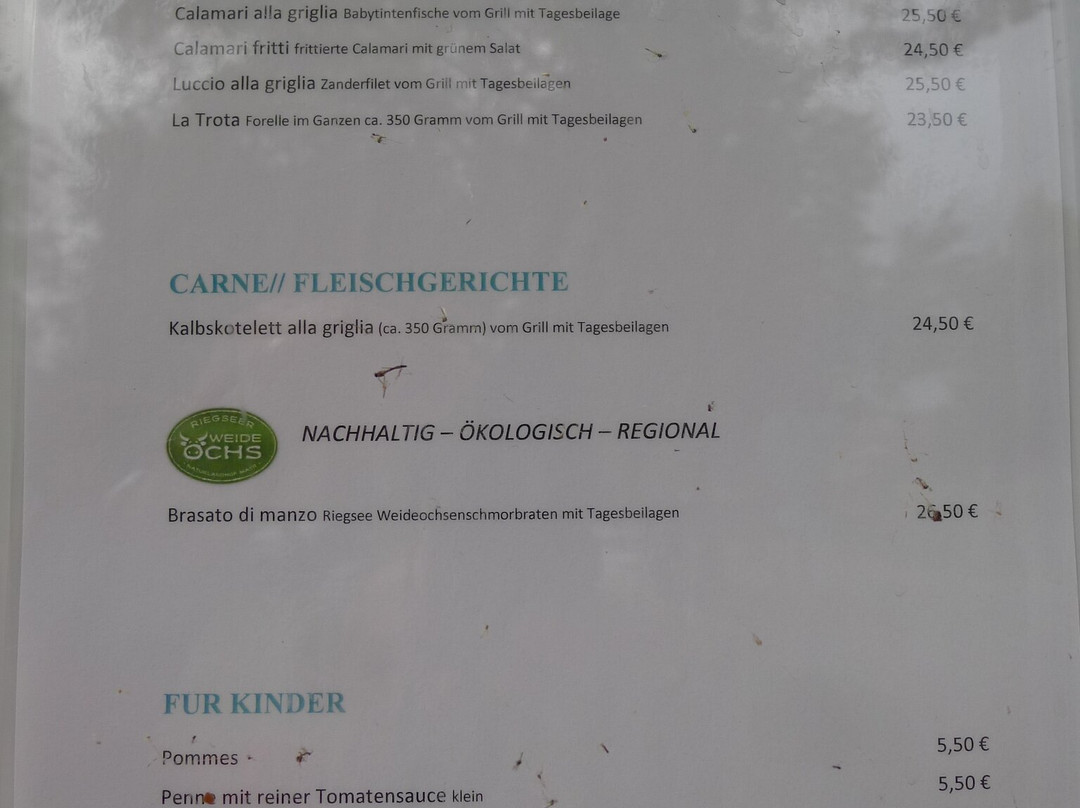 Calamari alla griglia Babytintenfische vom Grill mit Tagesbeilage 25,50 €
Calamari fritti frittierte Calamari mit grünem Salat 24,50 €
Luccio alla griglia Zanderfilet vom Grill mit Tagesbeilagen 25,50 €
La Trota Forelle im Ganzen ca. 350 Gramm vom Grill mit Tagesbeilagen 23,50 €
CARNE// FLEISCHGERICHTE
Kalbskotelett alla griglia (ca. 350 Gramm) vom Grill mit Tagesbeilagen 24,50 €
RIEGSEER
WEIDE
OCHS
NACHHALTIG – ÖKOLOGISCH – REGIONAL
Brasato di manzo Riegsee Weideochsenschmorbraten mit Tagesbeilagen 26,50 €
FUR KINDER
Pommes 5,50 €
Penne mit reiner Tomatensauce klein 5,50 €